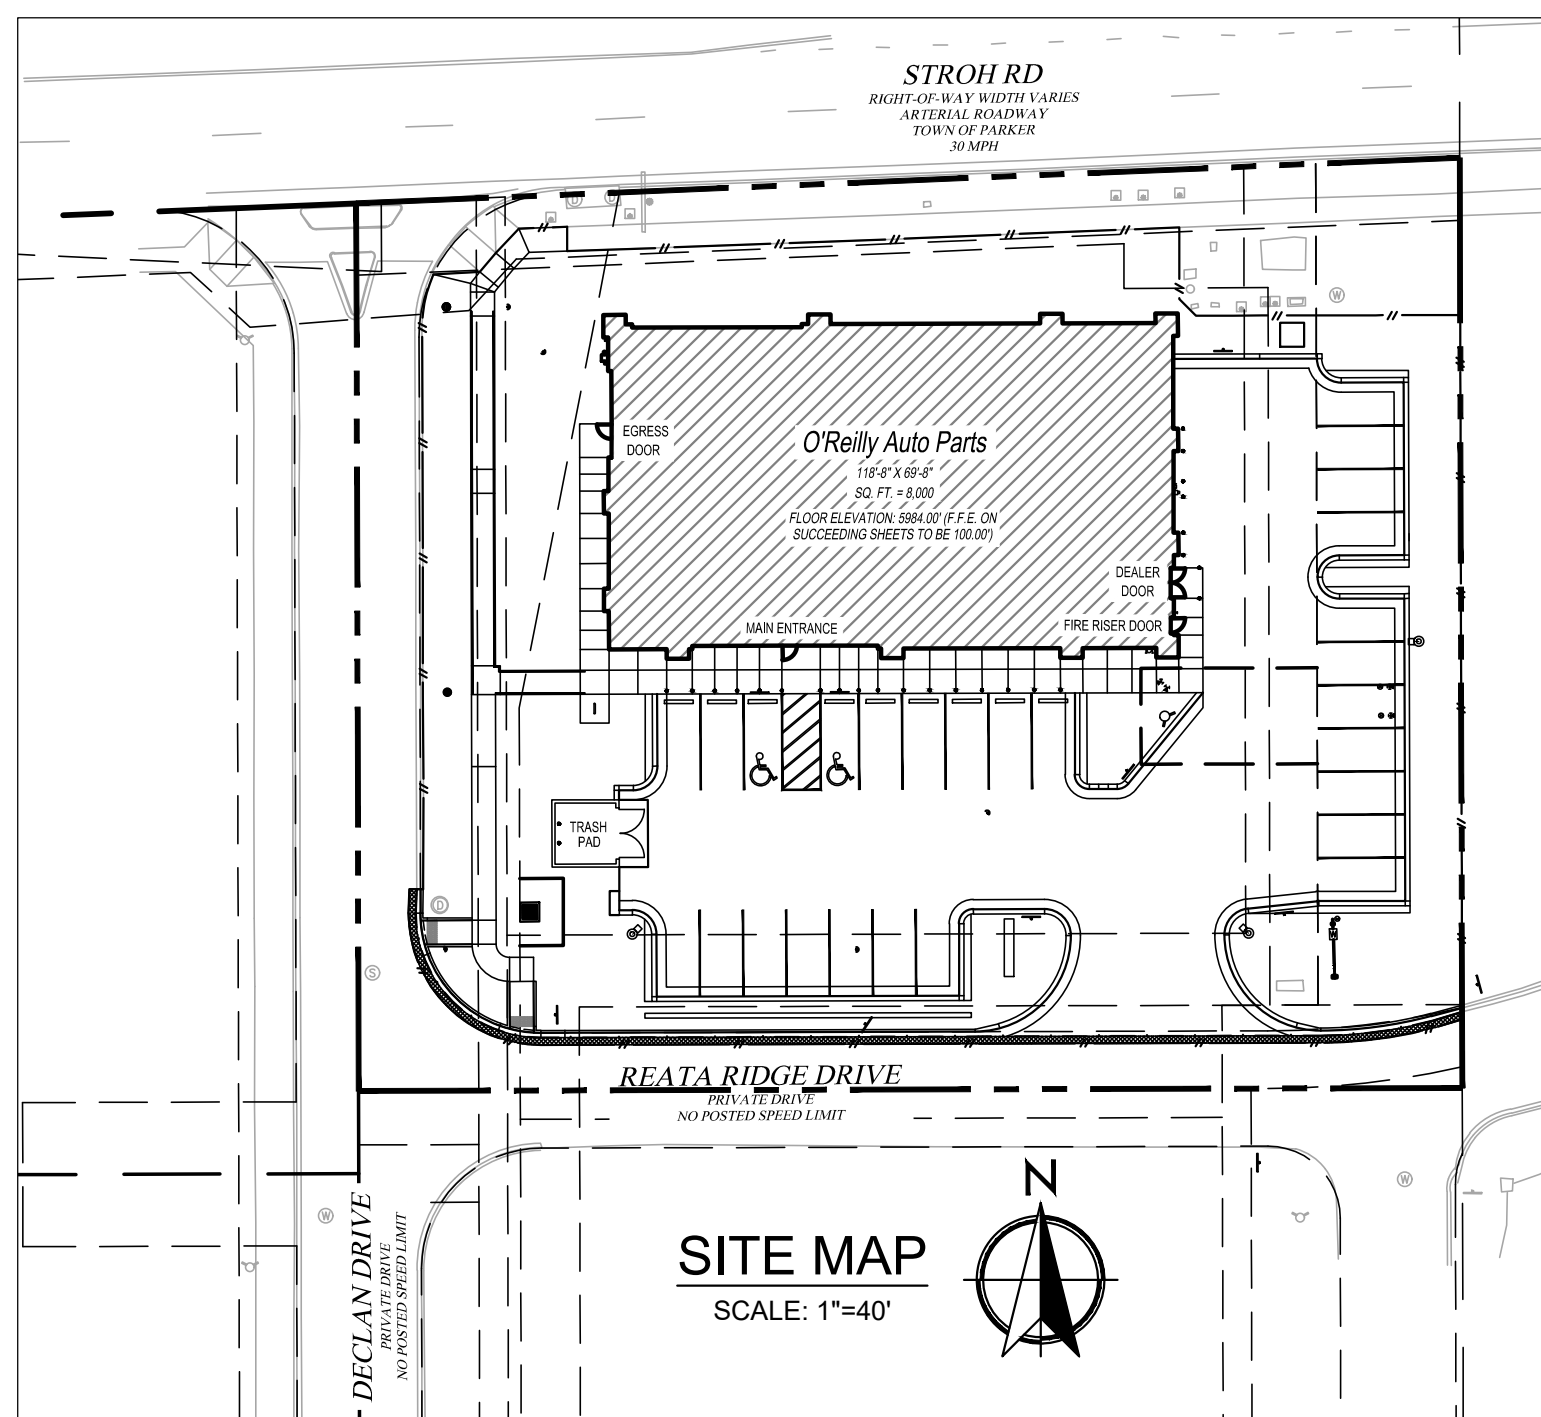 STROH RD
RIGHT-OF-WAY WIDTH VARIES
ARTERIAL ROADWAY
TOWN OF PARKER
30 MPH
D
D
W
EGRESS
DOOR
O'Reilly Auto Parts
118'-8" X 69'-8"
SQ. FT. = 8,000
FLOOR ELEVATION: 5984.00' (F.F.E. ON
SUCCEEDING SHEETS TO BE 100.00')
DEALER
DOOR
MAIN ENTRANCE
FIRE RISER DOOR
TRASH
PAD
D
W
S
REATA RIDGE DRIVE
PRIVATE DRIVE
NO POSTED SPEED LIMIT
W
W
DECLAN DRIVE
PRIVATE DRIVE
NO POSTED SPEED LIMIT
N
SITE MAP
SCALE: 1"=40'